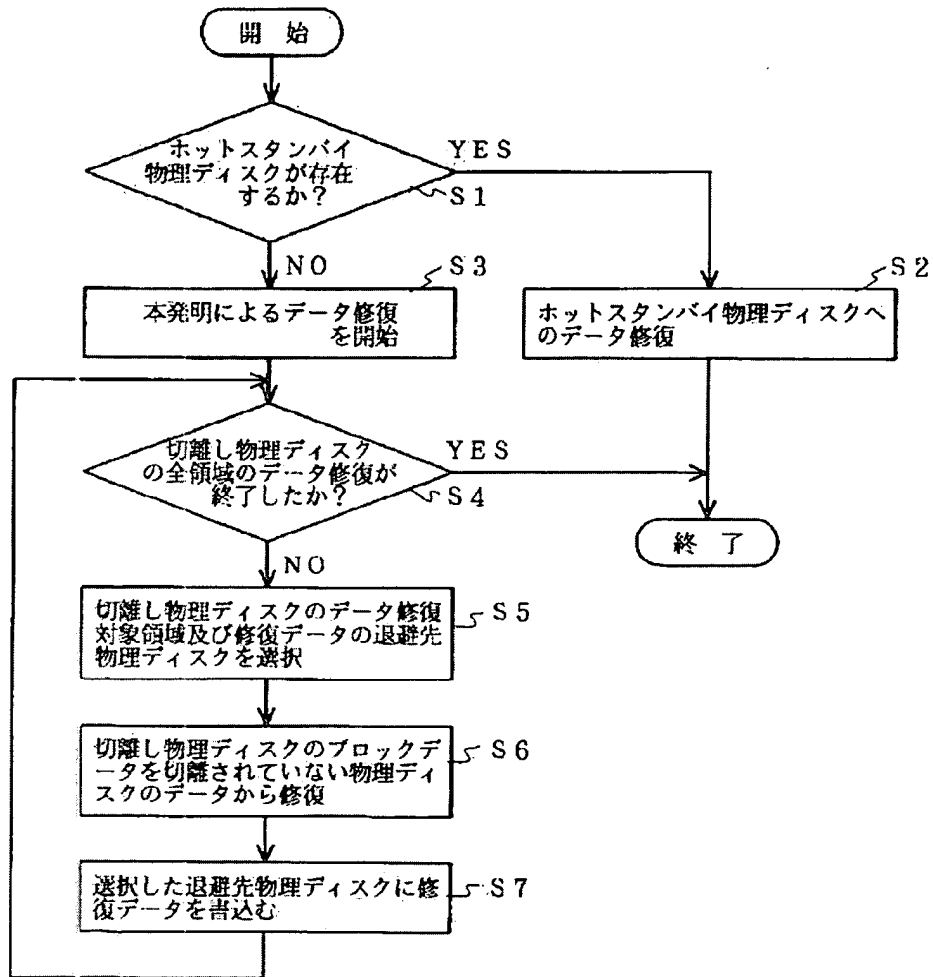 開 始
ホットスタンバイ
物理ディスクが存在
するか?
YES
S1
NO
S3
本発明によるデータ修復
を開始
S2
ホットスタンバイ物理ディスクへ
のデータ修復
切離し物理ディスク
の全領域のデータ修復が
終了したか?
YES
S4
終 了
NO
切離し物理ディスクのデータ修復
対象領域及び修復データの退避先
物理ディスクを選択
S5
切離し物理ディスクのブロックデ
ータを切離されていない物理ディ
スクのデータから修復
S6
選択した退避先物理ディスクに修
復データを書込む
S7